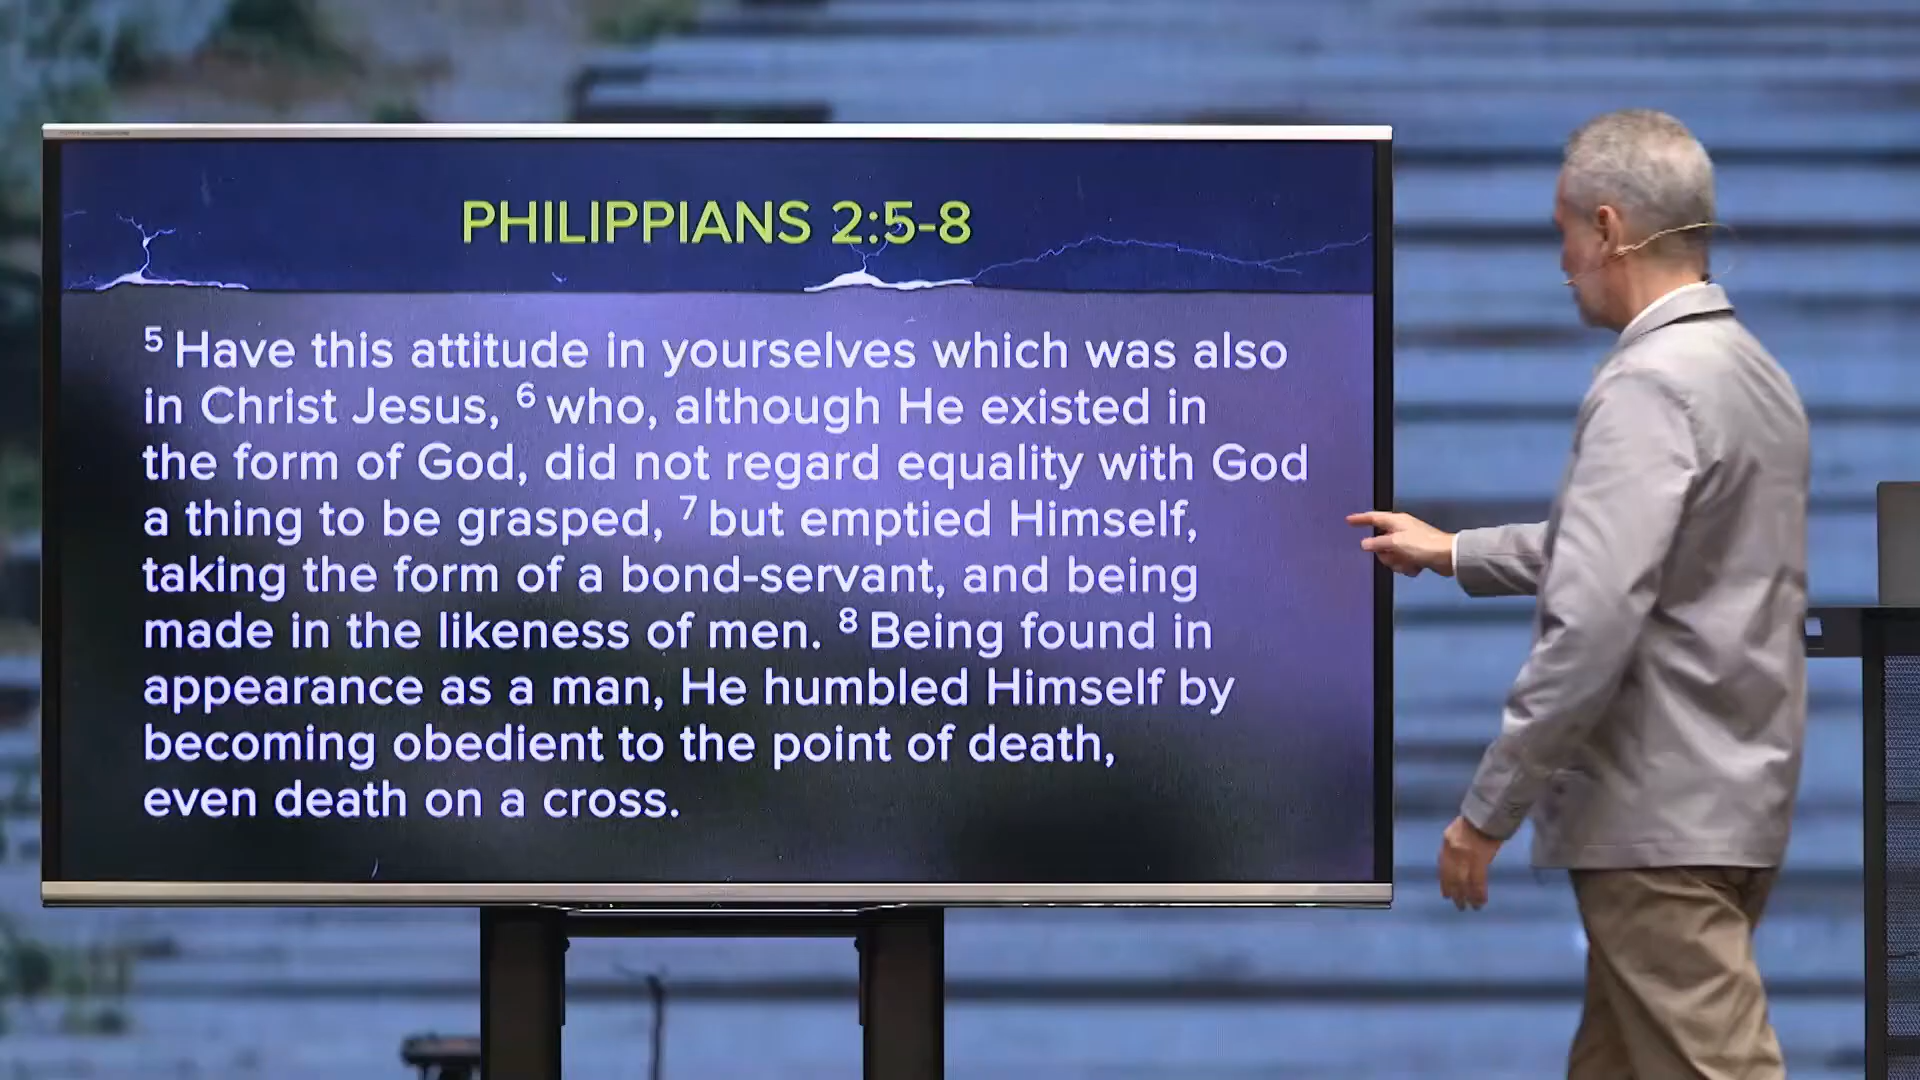 PHILIPPIANS 2:5-8
⁵ Have this attitude in yourselves which was also
in Christ Jesus, ⁶ who, although He existed in
the form of God, did not regard equality with God
a thing to be grasped, ⁷ but emptied Himself,
taking the form of a bond-servant, and being
made in the likeness of men. ⁸ Being found in
appearance as a man, He humbled Himself by
becoming obedient to the point of death,
even death on a cross.